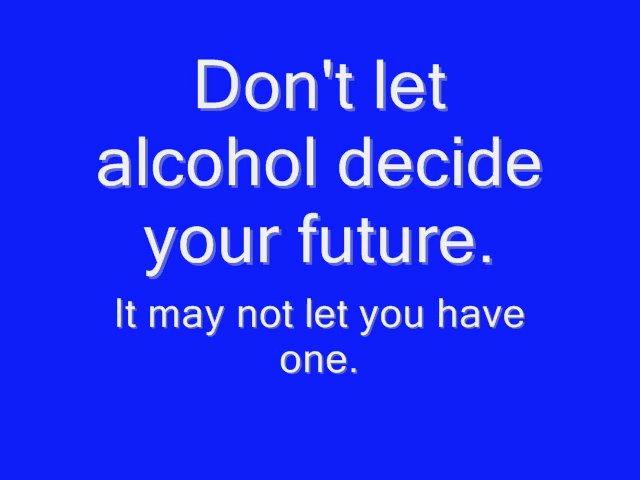 Don't let
alcohol decide
your future.
It may not let you have
one.